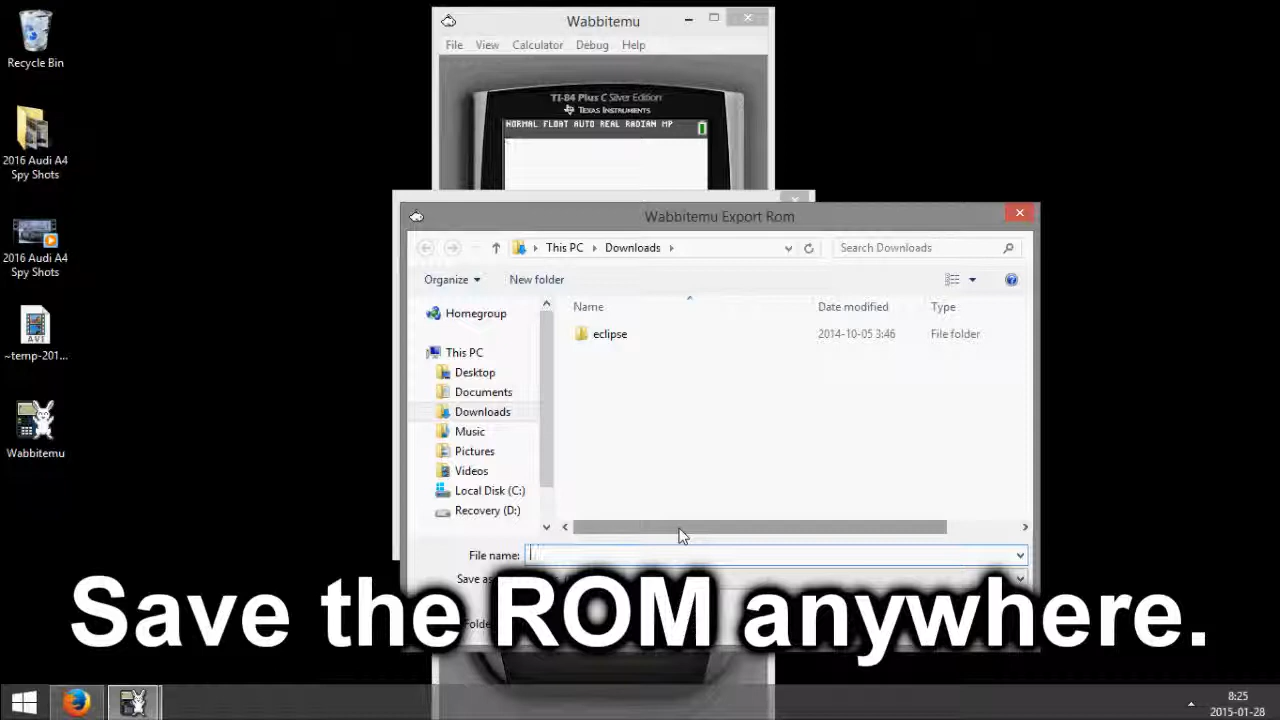 Recycle Bin
2016 Audi A4
Spy Shots
2016 Audi A4
Spy Shots
AVI
~temp-201...
Wabbitemu
Wabbitemu
File View Calculator Debug Help
TI-84 Plus C Silver Edition
TEXAS INSTRUMENTS
NORMAL FLOAT AUTO REAL RADIAN MP
Wabbitemu Export Rom
This PC Downloads
Search Downloads
Organize New folder
Name Date modified Type
eclipse 2014-10-05 3:46 File folder
Homegroup
This PC
Desktop
Documents
Downloads
Music
Pictures
Videos
Local Disk (C:)
Recovery (D:)
File name:
Save as
Folde
Save the ROM anywhere.
8:25
2015-01-28